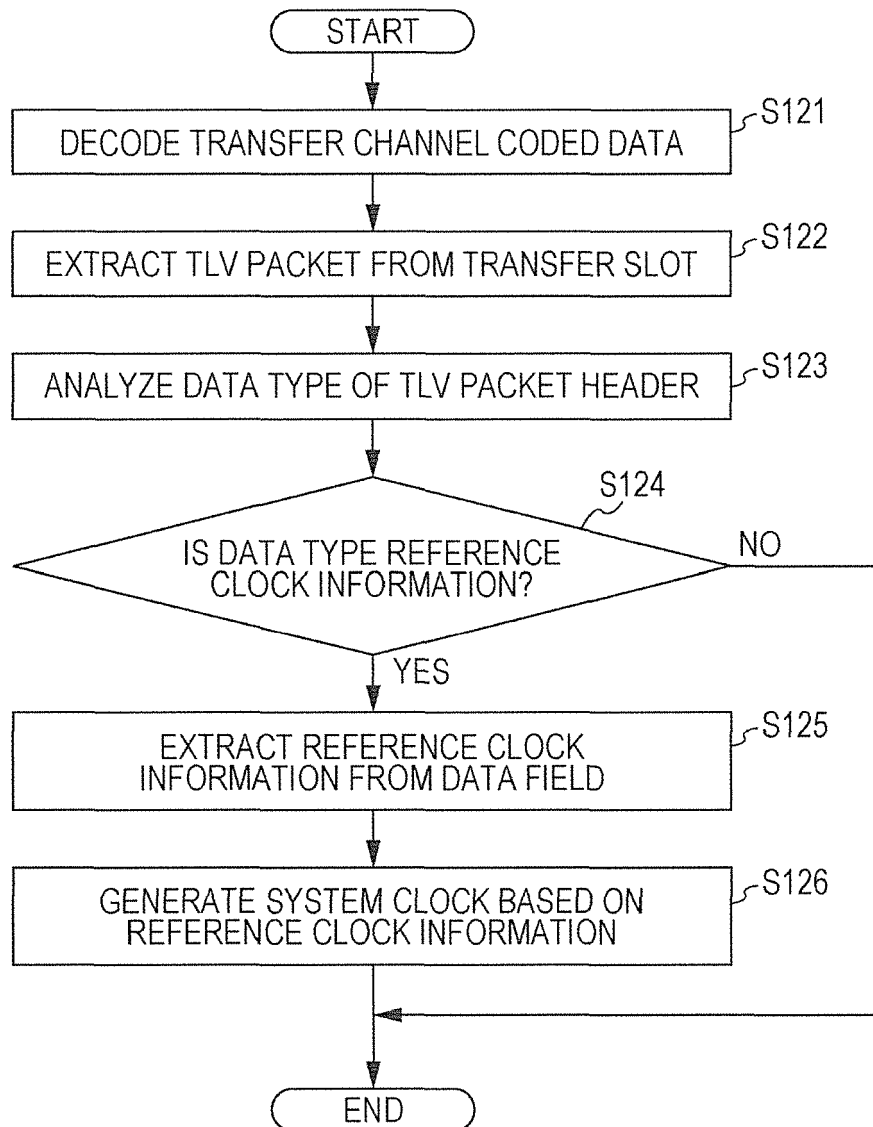 START
S121
DECODE TRANSFER CHANNEL CODED DATA
S122
EXTRACT TLV PACKET FROM TRANSFER SLOT
S123
ANALYZE DATA TYPE OF TLV PACKET HEADER
S124
IS DATA TYPE REFERENCE
CLOCK INFORMATION?
NO
YES
S125
EXTRACT REFERENCE CLOCK
INFORMATION FROM DATA FIELD
S126
GENERATE SYSTEM CLOCK BASED ON
REFERENCE CLOCK INFORMATION
END